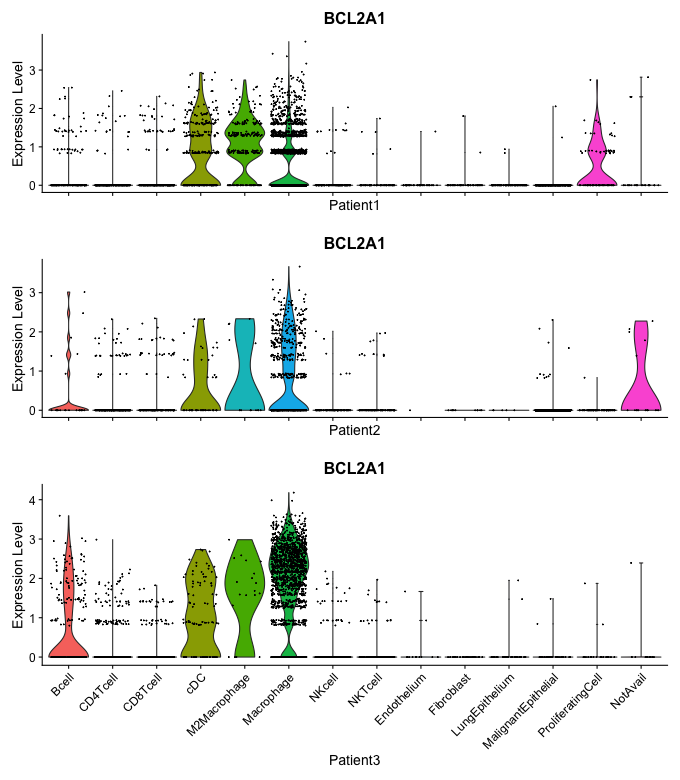 BCL2A1
3
2
1
0
Expression Level
Patient1
BCL2A1
3
2
1
0
Expression Level
Patient2
BCL2A1
4
3
2
1
0
Expression Level
Bcell
CD4Tcell
CD8Tcell
cDC
M2Macrophage
Macrophage
NKcell
NKTcell
Endothelium
Fibroblast
LungEpithelium
MalignantEpithelial
ProliferatingCell
NotAvail
Patient3